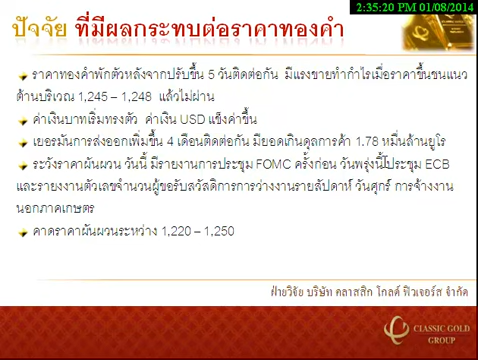 2:35:20 PM 01/08/2014
ปัจจัย ที่มีผลกระทบต่อราคาทองคำ
ราคาทองคำพักตัวหลังจากปรับขึ้น 5 วันติดต่อกัน มีแรงขายทำกำไรเมื่อราคาขึ้นชนแนว
ต้านบริเวณ 1,245 – 1,248 แล้วไม่ผ่าน
ค่าเงินบาทเริ่มทรงตัว ค่าเงิน USD แข็งค่าขึ้น
เยอรมันการส่งออกเพิ่มขึ้น 4 เดือนติดต่อกัน มียอดเกินดุลการค้า 1.78 หมื่นล้านยูโร
ระวังราคาผันผวน วันนี้ มีรายงานการประชุม FOMC ครั้งก่อน วันพรุ่งนี้ประชุม ECB
และรายงานตัวเลขจำนวนผู้ขอรับสวัสดิการการว่างงานรายสัปดาห์ วันศุกร์ การจ้างงาน
นอกภาคเกษตร
คาดราคาผันผวนระหว่าง 1,220 – 1,250
ฝ่ายวิจัย บริษัท คลาสสิก โกลด์ ฟิวเจอร์ส จำกัด
CLASSIC GOLD
GROUP